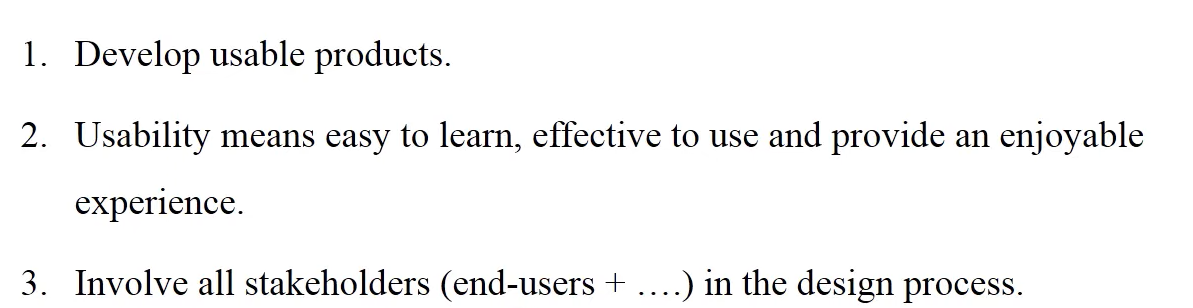 1. Develop usable products.
2. Usability means easy to learn, effective to use and provide an enjoyable
experience.
3. Involve all stakeholders (end-users + ….) in the design process.